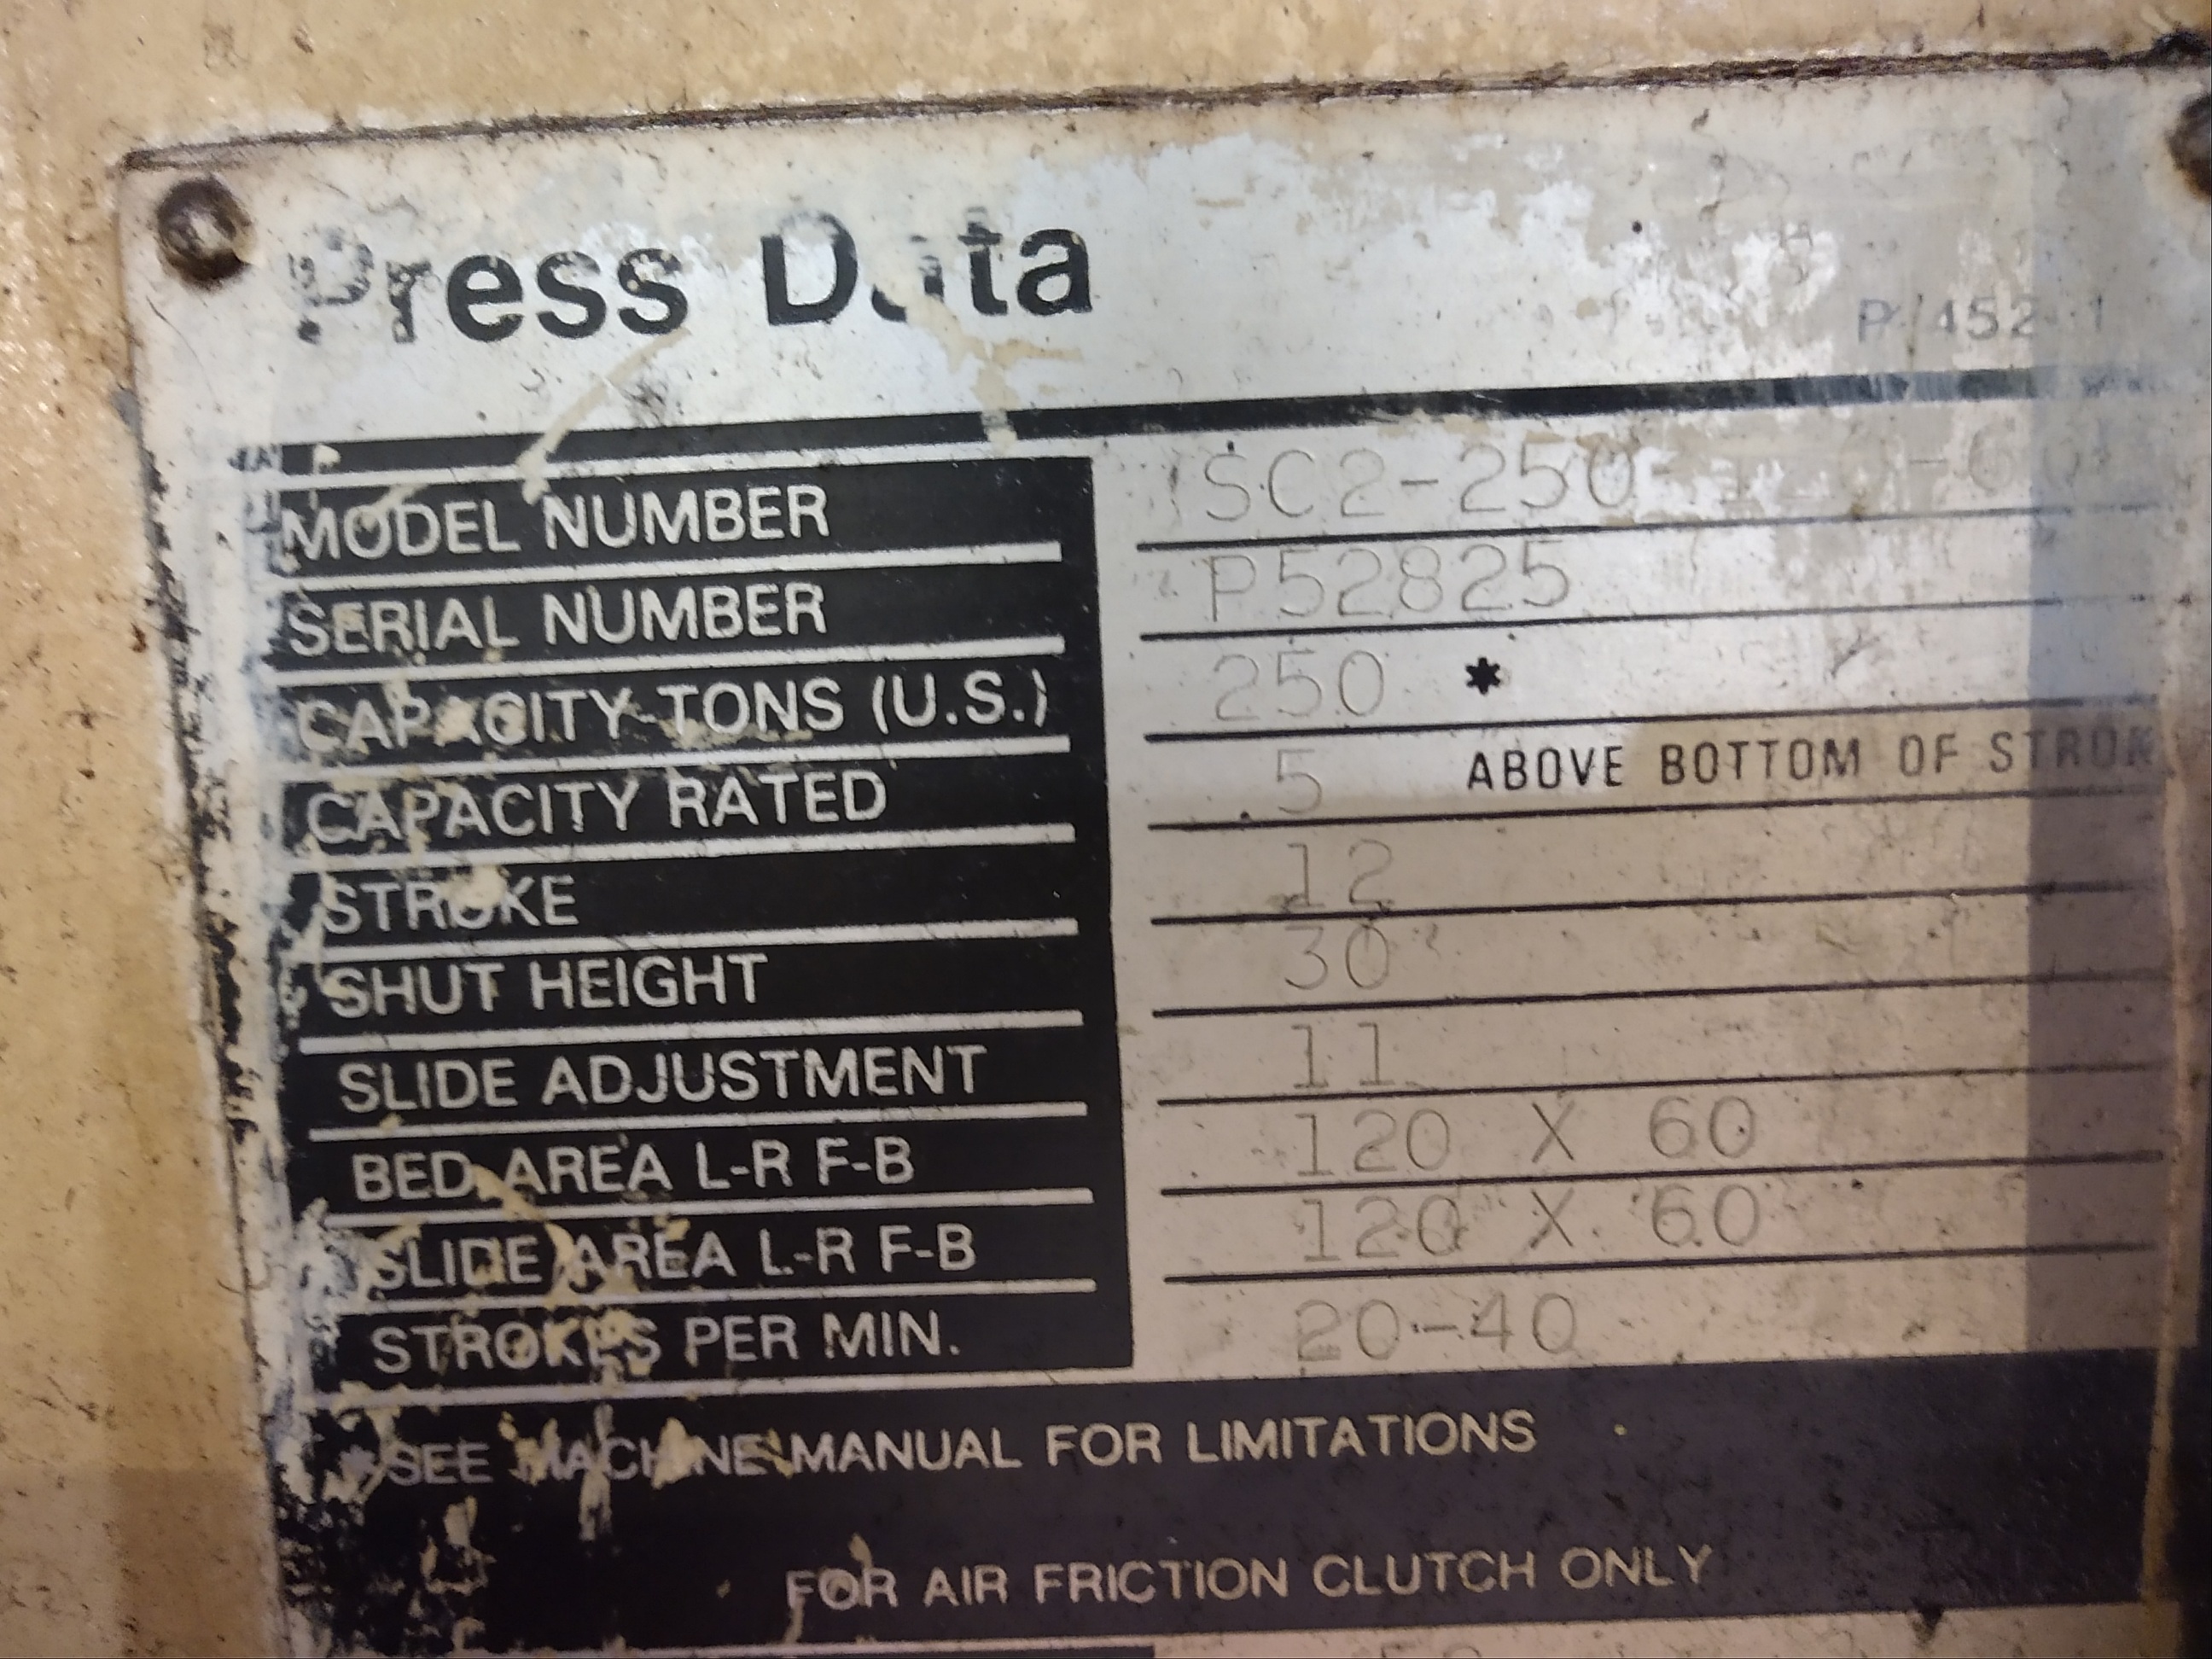 Press Data
MODEL NUMBER SC2-250-120-60
SERIAL NUMBER P52825
CAPACITY-TONS (U.S.) 250 *
CAPACITY RATED .5 ABOVE BOTTOM OF STROK
STROKE 12
SHUT HEIGHT 30
SLIDE ADJUSTMENT 11
BED AREA L-R F-B 120 X 60
SLIDE AREA L-R F-B 120 X 60
STROKES PER MIN. 20-40
*SEE MACHINE MANUAL FOR LIMITATIONS
FOR AIR FRICTION CLUTCH ONLY